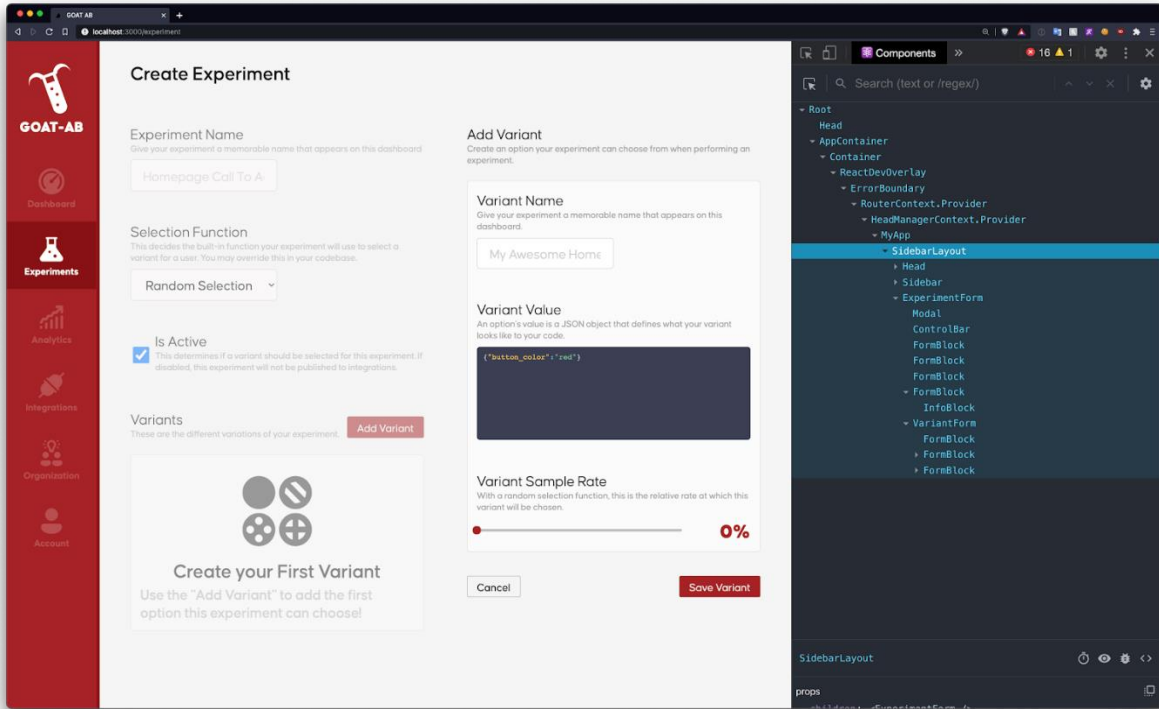 GOAT AB
localhost:3000/experiment
GOAT-AB
Dashboard
Experiments
Analytics
Integrations
Organization
Account
Create Experiment
Experiment Name
Give your experiment a memorable name that appears on this dashboard
Homepage Call To A
Selection Function
This decides the built-in function your experiment will use to select a
variant for a user. You may override this in your codebase.
Random Selection
Is Active
This determines if a variant should be selected for this experiment. If
disabled, this experiment will not be published to integrations.
Variants
These are the different variations of your experiment.
Add Variant
Create your First Variant
Use the "Add Variant" to add the first
option this experiment can choose!
Add Variant
Create an option your experiment can choose from when performing an
experiment.
Variant Name
Give your experiment a memorable name that appears on this
dashboard.
My Awesome Home
Variant Value
An option's value is a JSON object that defines what your variant
looks like to your code.
{"button_color":"red"}
Variant Sample Rate
With a random selection function, this is the relative rate at which this
variant will be chosen.
0%
Cancel
Save Variant
Components
16
1
Search (text or /regex/)
Root
Head
AppContainer
Container
ReactDevOverlay
ErrorBoundary
RouterContext.Provider
HeadManagerContext.Provider
MyApp
SidebarLayout
Head
Sidebar
ExperimentForm
Modal
ControlBar
FormBlock
FormBlock
FormBlock
FormBlock
InfoBlock
VariantForm
FormBlock
FormBlock
FormBlock
SidebarLayout
props
children: <ExperimentForm />